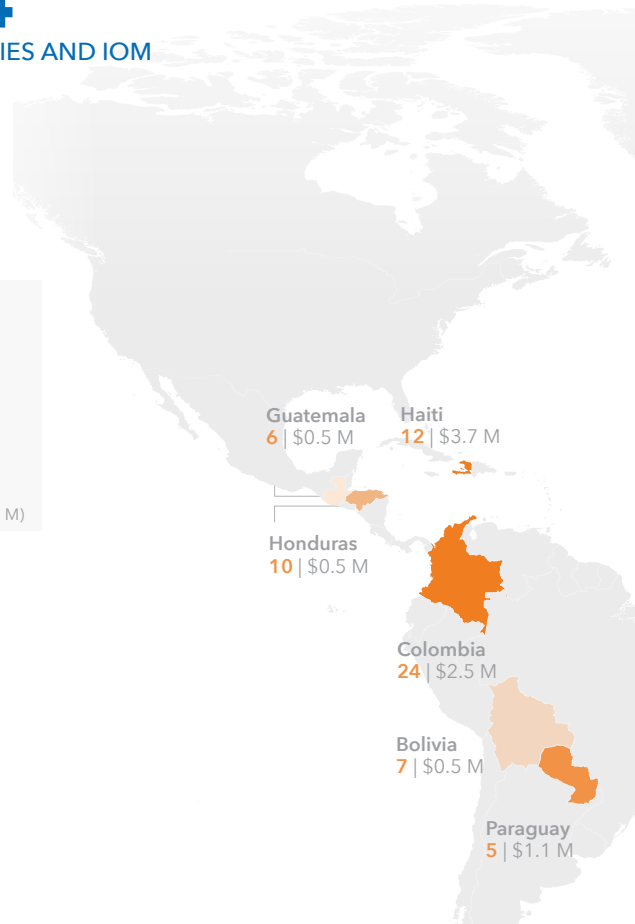 IES AND IOM
Guatemala
6 | $0.5 M
Haiti
12 | $3.7 M
M)
Honduras
10 | $0.5 M
Colombia
24 | $2.5 M
Bolivia
7 | $0.5 M
Paraguay
5 | $1.1 M